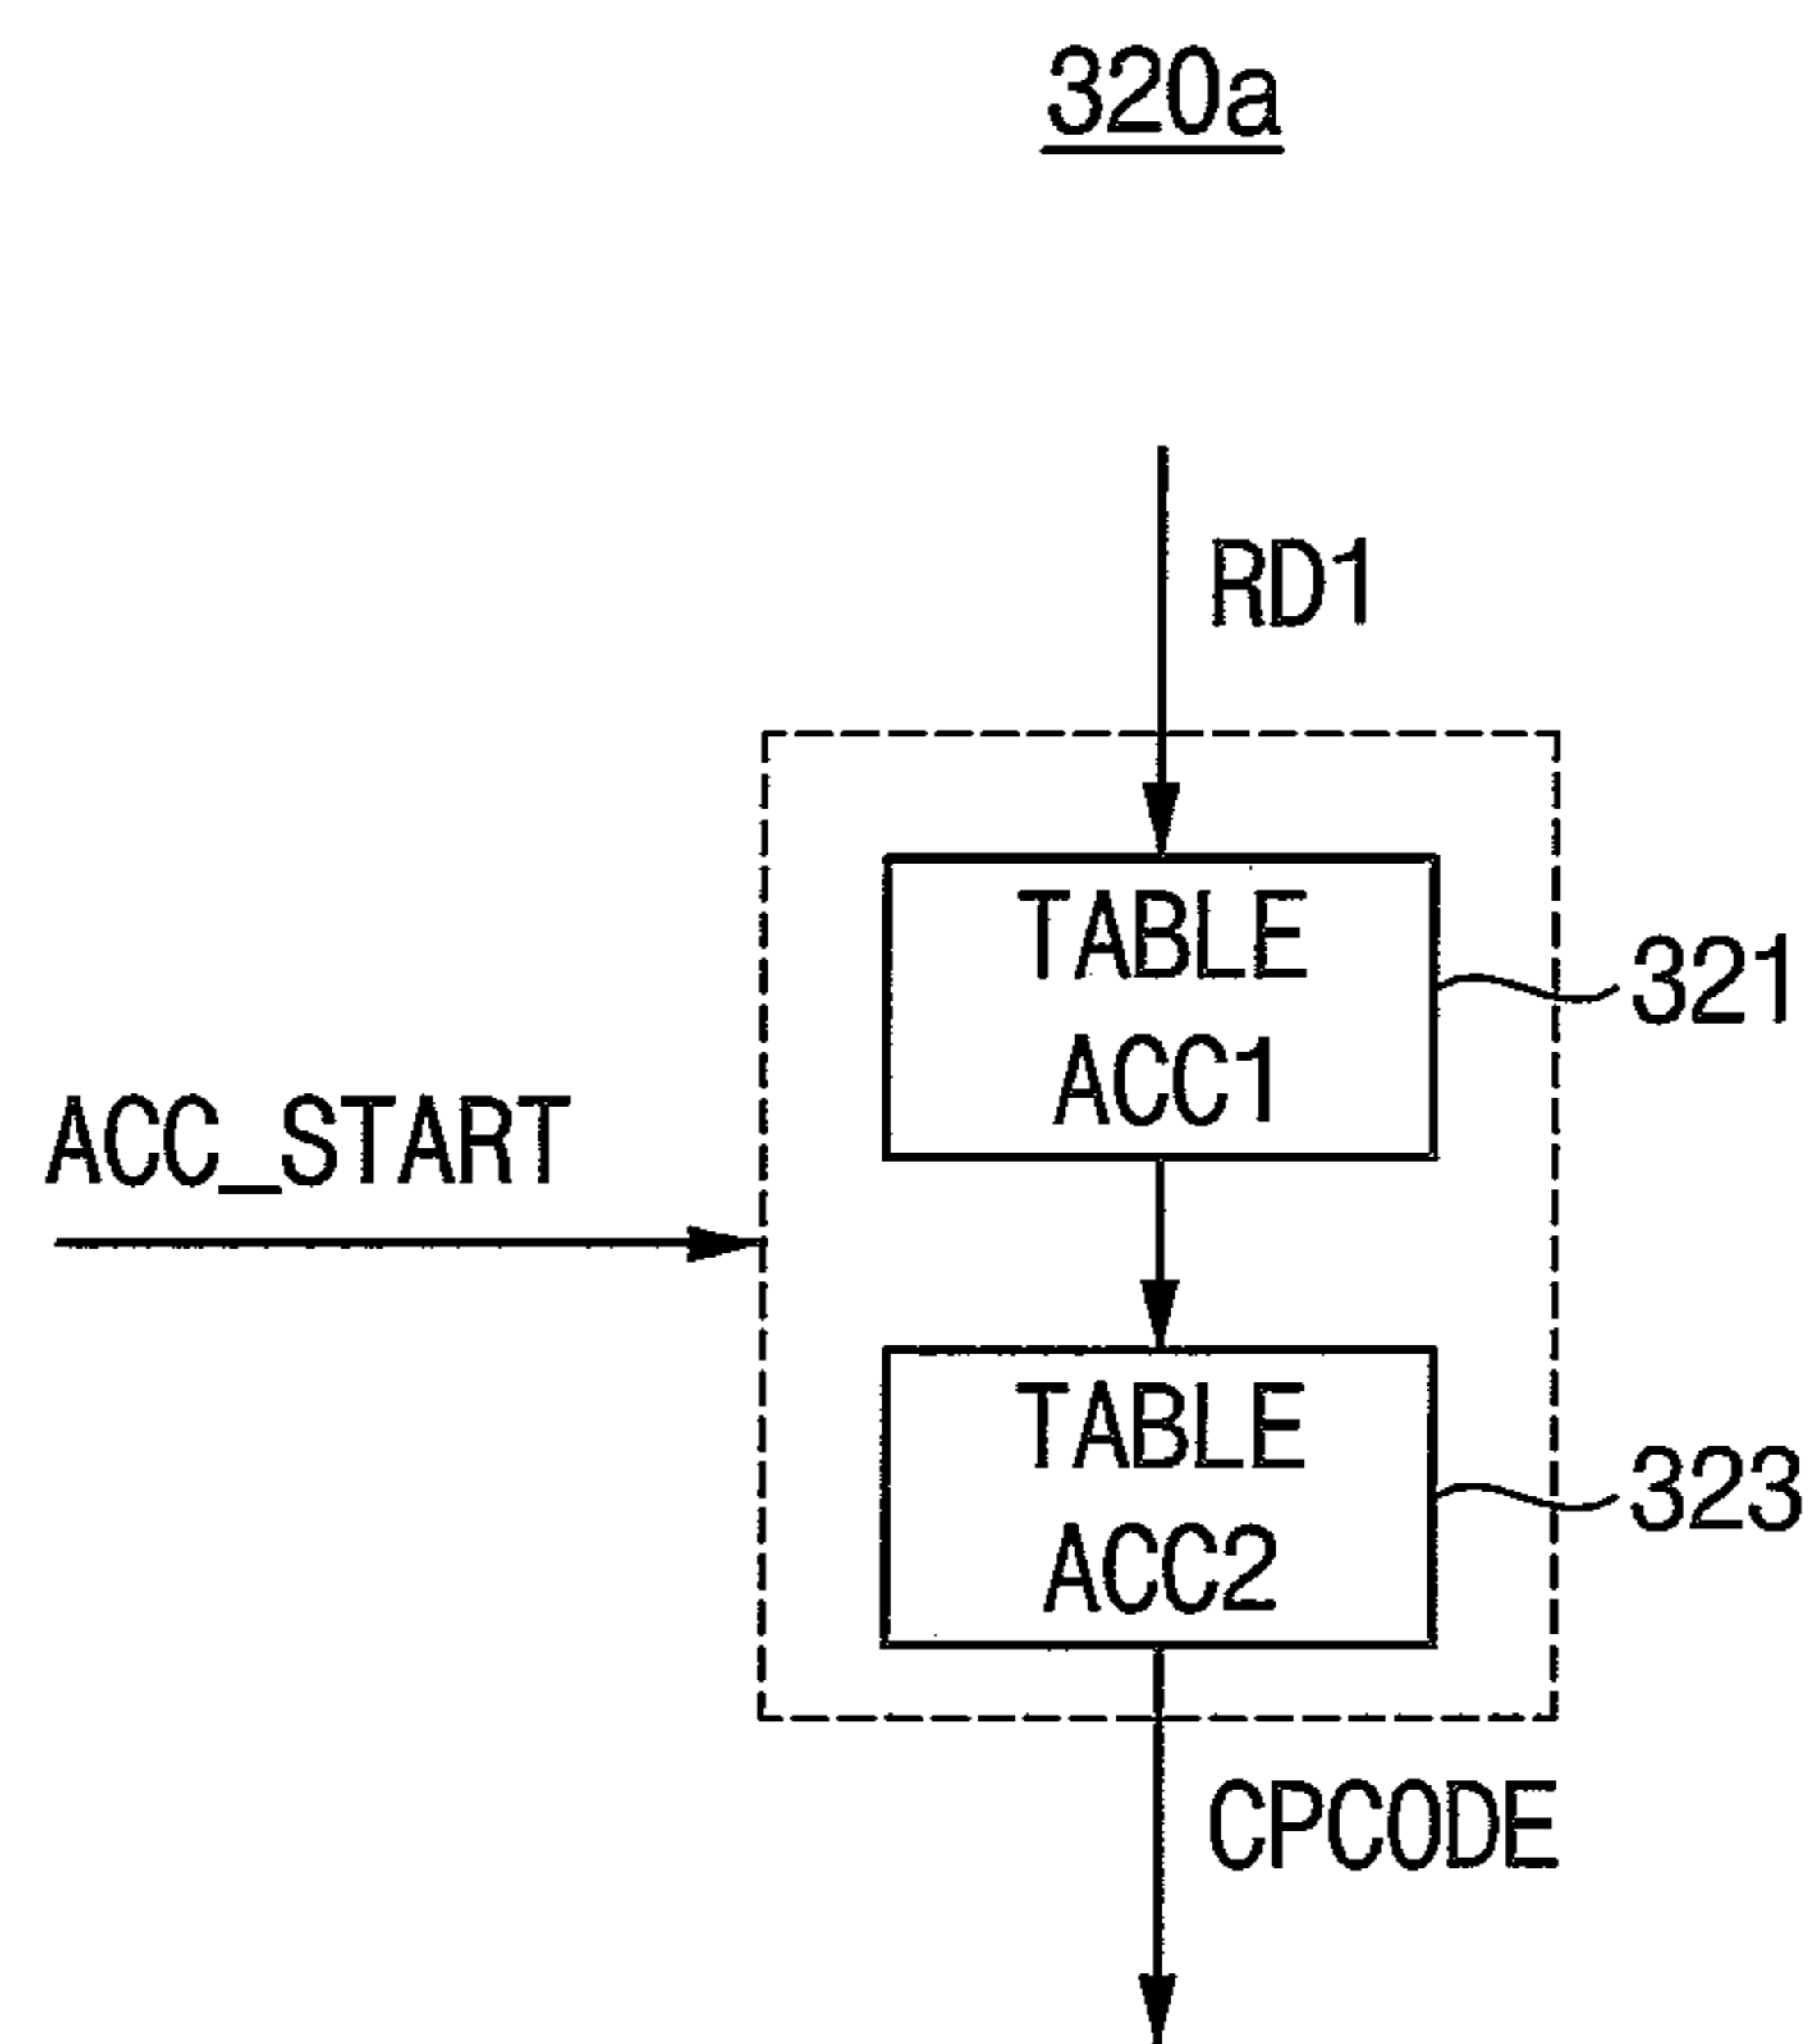 320a
RD1
TABLE
ACC1
321
ACC_START
TABLE
ACC2
323
CPCODE